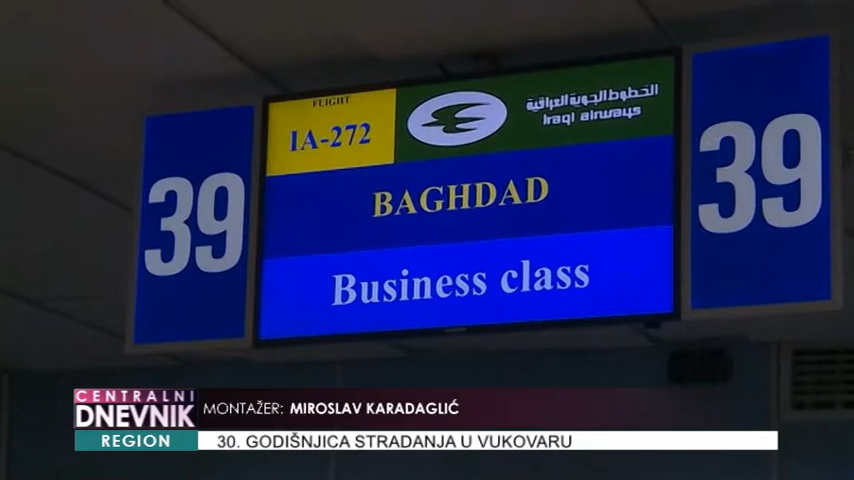 39
FLIGHT
IA-272
الخطوط الجوية العراقية
Iraqi airways
39
BAGHDAD
Business class
CENTRALNI
DNEVNIK
MONTAŽER: MIROSLAV KARADAGLIĆ
REGION
30. GODIŠNJICA STRADANJA U VUKOVARU